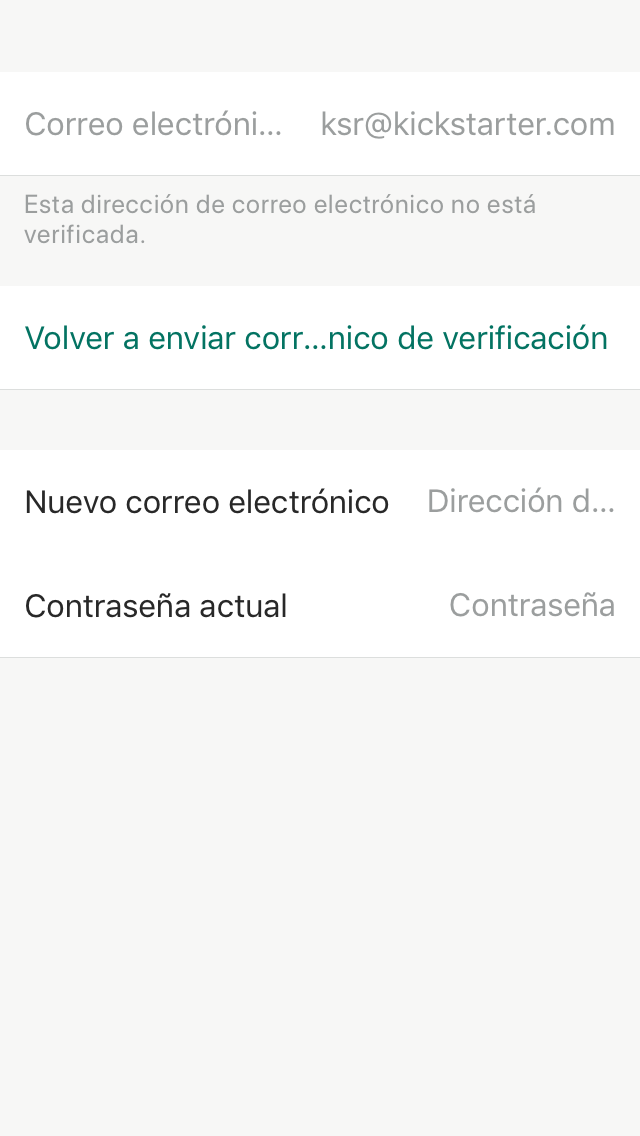 Correo electróni... ksr@kickstarter.com
Esta dirección de correo electrónico no está
verificada.
Volver a enviar corr...nico de verificación
Nuevo correo electrónico Dirección d...
Contraseña actual Contraseña